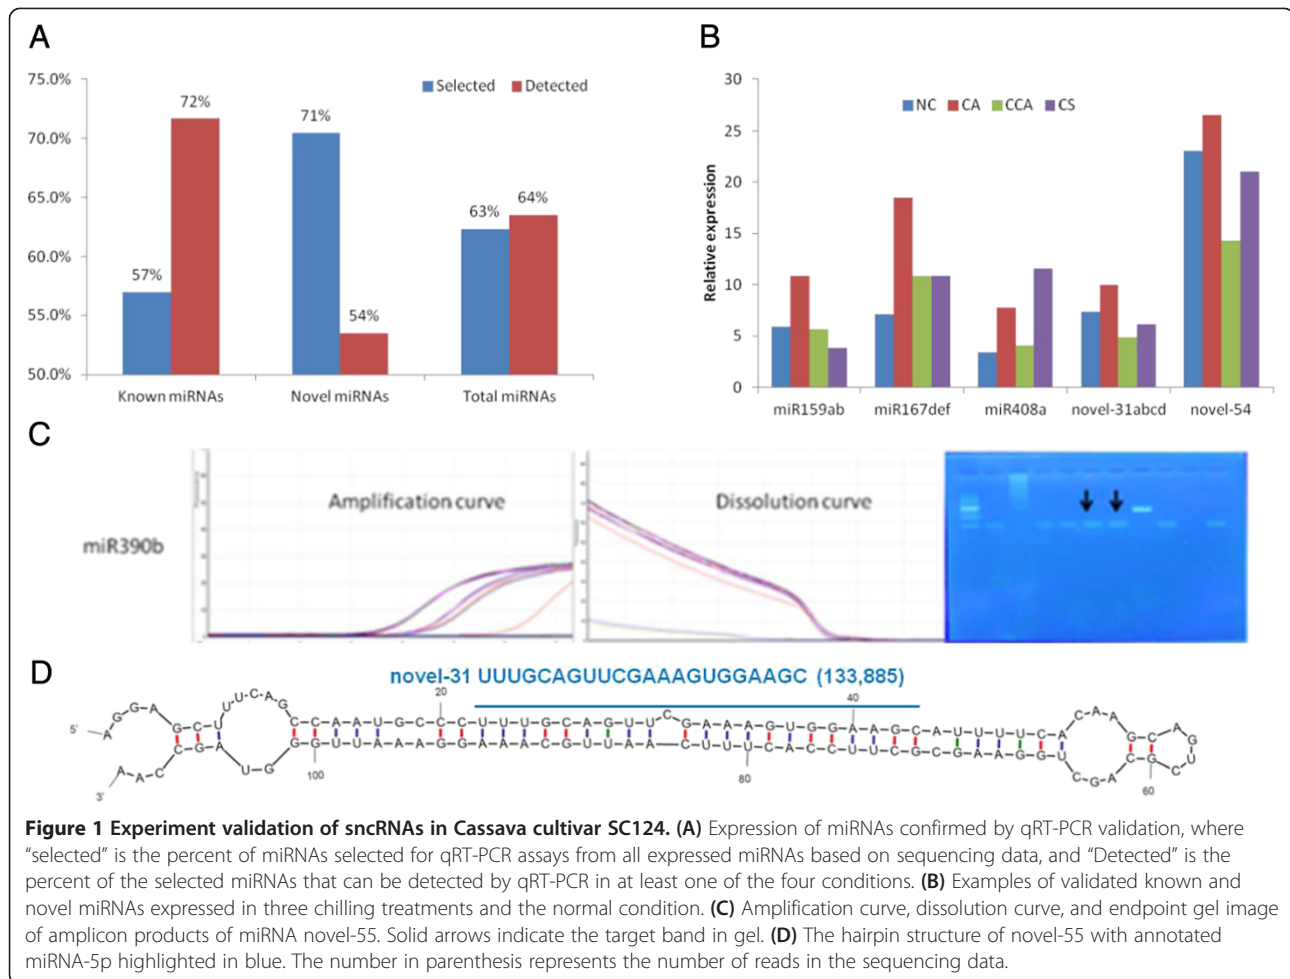 A
75.0%
70.0%
65.0%
60.0%
55.0%
50.0%
Selected Detected
57%
72%
71%
54%
63%
64%
Known miRNAs Novel miRNAs Total miRNAs
B
Relative expression
30
25
20
15
10
5
0
NC CA CCA CS
miR159ab miR167def miR408a novel-31abcd novel-54
C
miR390b
Amplification curve
Dissolution curve
D
novel-31 UUUGCAGUUCGAAAGUGGAAGC (133,885)
20
40
5'
3'
100
80
60
Figure 1 Experiment validation of sncRNAs in Cassava cultivar SC124. (A) Expression of miRNAs confirmed by qRT-PCR validation, where
“selected” is the percent of miRNAs selected for qRT-PCR assays from all expressed miRNAs based on sequencing data, and “Detected” is the
percent of the selected miRNAs that can be detected by qRT-PCR in at least one of the four conditions. (B) Examples of validated known and
novel miRNAs expressed in three chilling treatments and the normal condition. (C) Amplification curve, dissolution curve, and endpoint gel image
of amplicon products of miRNA novel-55. Solid arrows indicate the target band in gel. (D) The hairpin structure of novel-55 with annotated
miRNA-5p highlighted in blue. The number in parenthesis represents the number of reads in the sequencing data.